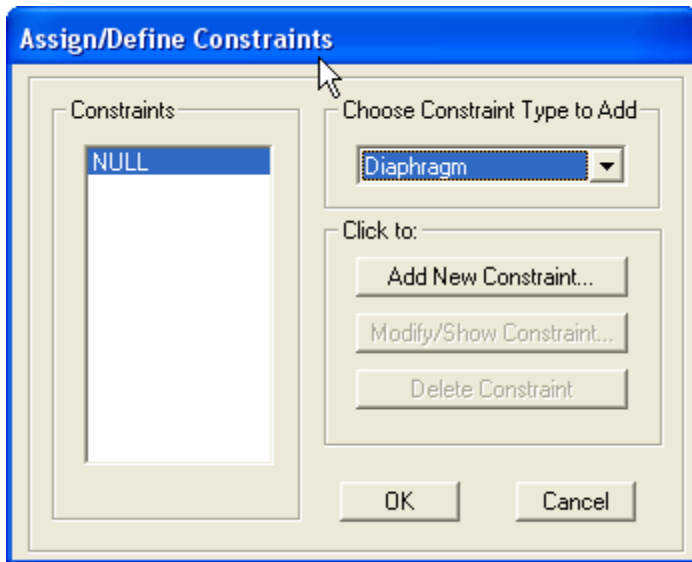 Assign/Define Constraints
Constraints
NULL
Choose Constraint Type to Add
Diaphragm
Click to:
Add New Constraint...
Modify/Show Constraint...
Delete Constraint
OK
Cancel